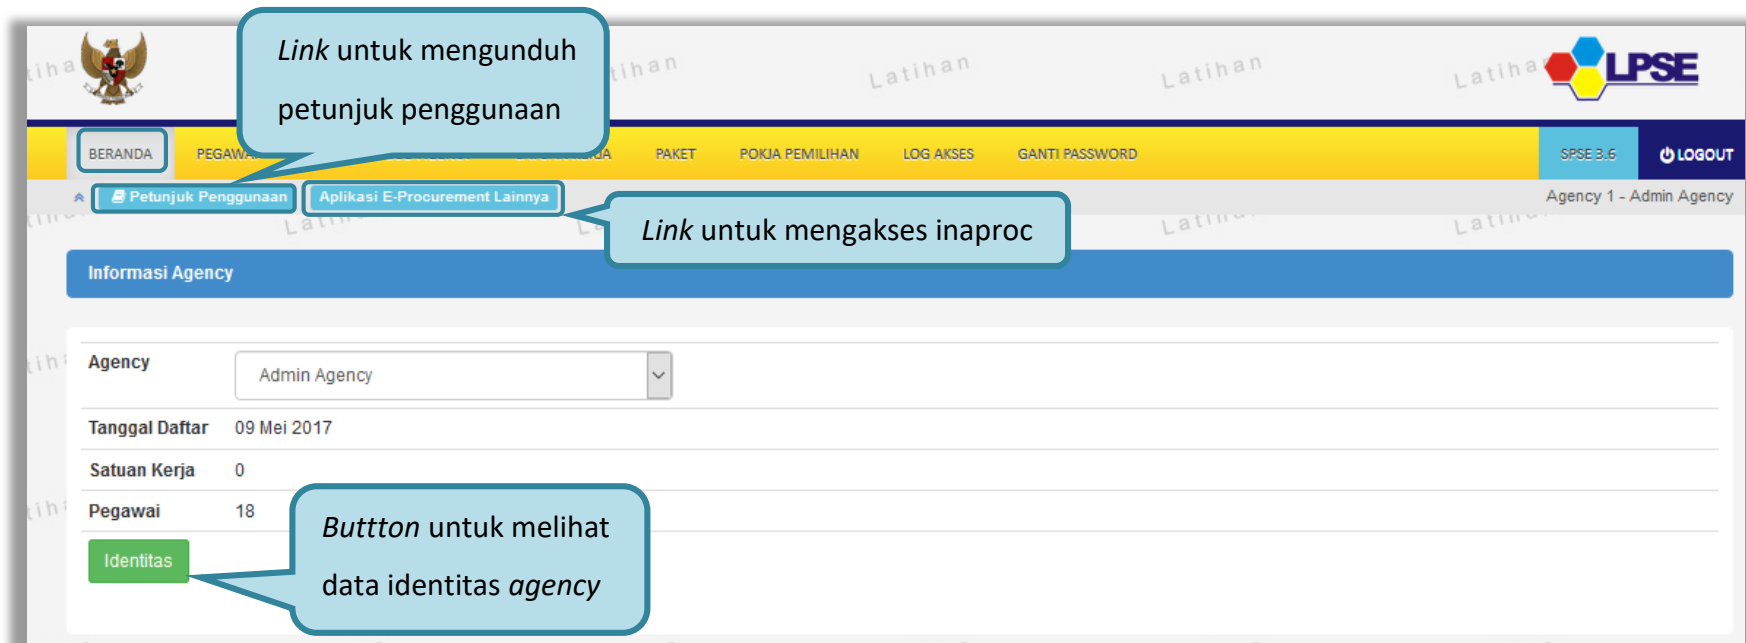 Link untuk mengunduh
petunjuk penggunaan
Latihan
Latihan
LPSE
BERANDA
PAKET
POKJA PEMILIHAN
LOG AKSES
GANTI PASSWORD
SPSE 3.6
LOGOUT
Petunjuk Penggunaan
Aplikasi E-Procurement Lainnya
Agency 1 - Admin Agency
Link untuk mengakses inaproc
Informasi Agency
Agency
Admin Agency
Tanggal Daftar 09 Mei 2017
Satuan Kerja 0
Pegawai 18
Buttton untuk melihat
data identitas agency
Identitas